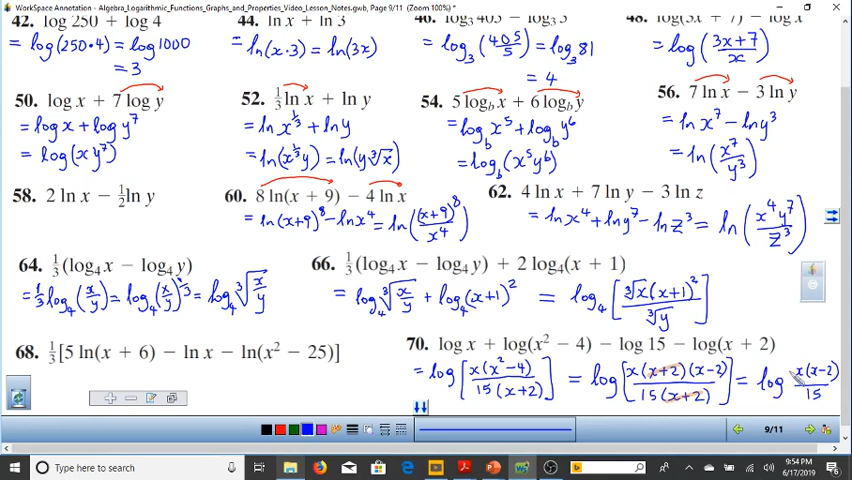 WorkSpace Annotation - Algebra_Logarithmic_Functions_Graphs_and_Properties_Video_Lesson_Notes.gwb, Page 9/11 (Zoom 100%) *
42. log 250 + log 4
= log(250·4) = log 1000
= 3
44. ln x + ln 3
= ln(x·3) = ln(3x)
46. log₃ 405 − log₃ 5
= log₃(405/5) = log₃ 81
= 4
48. log(3x + 7) − log x
= log((3x+7)/x)
50. log x + 7 log y
= log x + log y⁷
= log(xy⁷)
52. 1/3 ln x + ln y
= ln x^(1/3) + ln y
= ln(x^(1/3) y) = ln(y·∛x)
54. 5 log_b x + 6 log_b y
= log_b x⁵ + log_b y⁶
= log_b(x⁵y⁶)
56. 7 ln x − 3 ln y
= ln x⁷ − ln y³
= ln(x⁷/y³)
58. 2 ln x − 1/2 ln y
60. 8 ln(x + 9) − 4 ln x
= ln(x+9)⁸ − ln x⁴ = ln((x+9)⁸/x⁴)
62. 4 ln x + 7 ln y − 3 ln z
= ln x⁴ + ln y⁷ − ln z³ = ln(x⁴y⁷/z³)
64. 1/3(log₄ x − log₄ y)
= 1/3 log₄(x/y) = log₄(x/y)^(1/3) = log₄ ∛(x/y)
66. 1/3(log₄ x − log₄ y) + 2 log₄(x + 1)
= log₄ ∛(x/y) + log₄(x+1)² = log₄[∛x(x+1)²/∛y]
68. 1/3[5 ln(x + 6) − ln x − ln(x² − 25)]
70. log x + log(x² − 4) − log 15 − log(x + 2)
= log[x(x²−4)/15(x+2)] = log[x(x+2)(x−2)/15(x+2)] = log x(x−2)/15
9/11
Type here to search
9:54 PM
6/17/2019